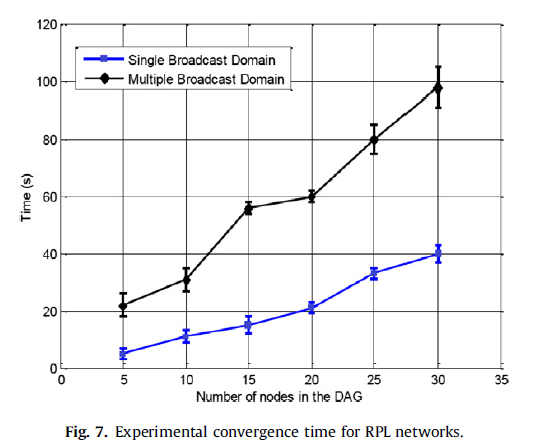 120
100
80
60
40
20
0
Time (s)
Single Broadcast Domain
Multiple Broadcast Domain
0 5 10 15 20 25 30 35
Number of nodes in the DAG
Fig. 7. Experimental convergence time for RPL networks.